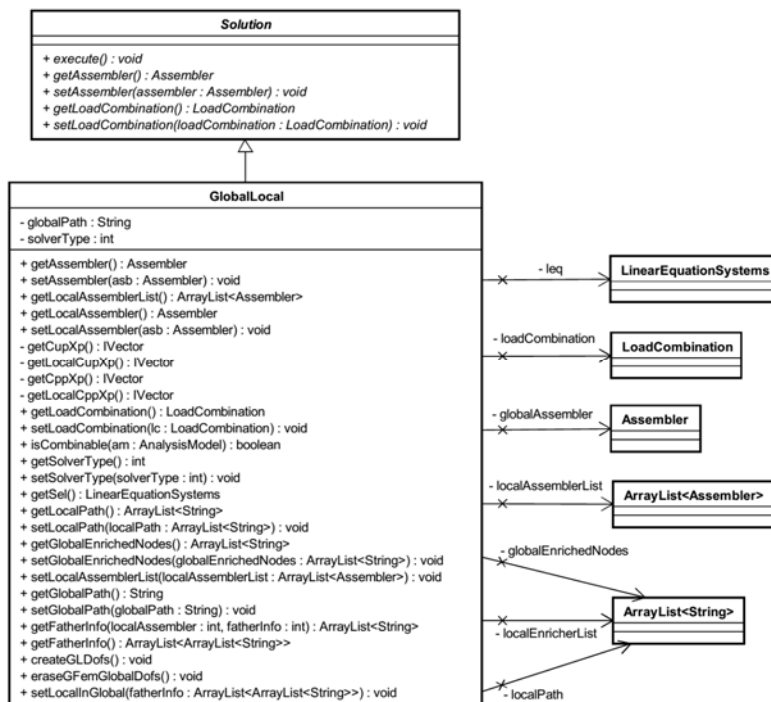 Solution
+ execute() : void
+ getAssembler() : Assembler
+ setAssembler(assembler : Assembler) : void
+ getLoadCombination() : LoadCombination
+ setLoadCombination(loadCombination : LoadCombination) : void
GlobalLocal
- globalPath : String
- solverType : int
+ getAssembler() : Assembler
+ setAssembler(asb : Assembler) : void
+ getLocalAssemblerList() : ArrayList<Assembler>
+ getLocalAssembler() : Assembler
+ setLocalAssembler(asb : Assembler) : void
- getCupXp() : IVector
- getLocalCupXp() : IVector
- getCppXp() : IVector
- getLocalCppXp() : IVector
+ getLoadCombination() : LoadCombination
+ setLoadCombination(lc : LoadCombination) : void
+ isCombinable(am : AnalysisModel) : boolean
+ getSolverType() : int
+ setSolverType(solverType : int) : void
+ getSel() : LinearEquationSystems
+ getLocalPath() : ArrayList<String>
+ setLocalPath(localPath : ArrayList<String>) : void
+ getGlobalEnrichedNodes() : ArrayList<String>
+ setGlobalEnrichedNodes(globalEnrichedNodes : ArrayList<String>) : void
+ setLocalAssemblerList(localAssemblerList : ArrayList<Assembler>) : void
+ getGlobalPath() : String
+ setGlobalPath(globalPath : String) : void
+ getFatherInfo(localAssembler : int, fatherInfo : int) : ArrayList<String>
+ getFatherInfo() : ArrayList<ArrayList<String>>
+ createGLDofs() : void
+ eraseGFemGlobalDofs() : void
+ setLocalInGlobal(fatherInfo : ArrayList<ArrayList<String>>) : void
- leq
LinearEquationSystems
- loadCombination
LoadCombination
- globalAssembler
Assembler
- localAssemblerList
ArrayList<Assembler>
- globalEnrichedNodes
ArrayList<String>
- localEnricherList
- localPath